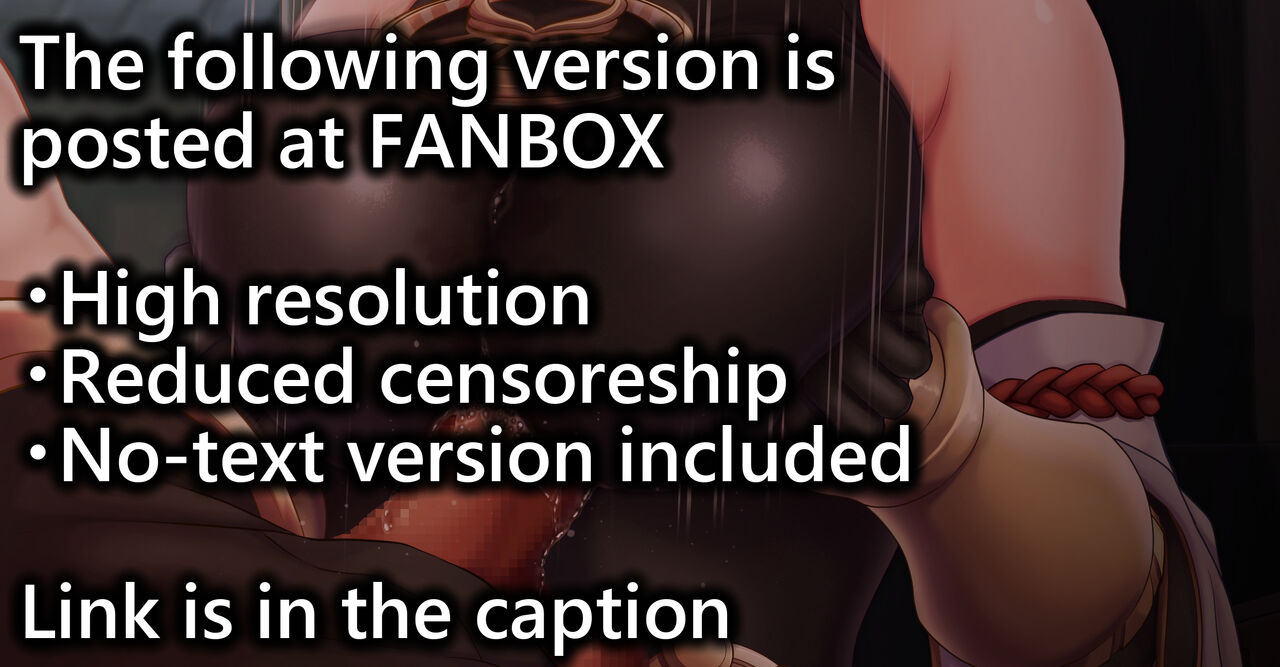 The following version is
posted at FANBOX
・High resolution
・Reduced censoreship
・No-text version included
Link is in the caption